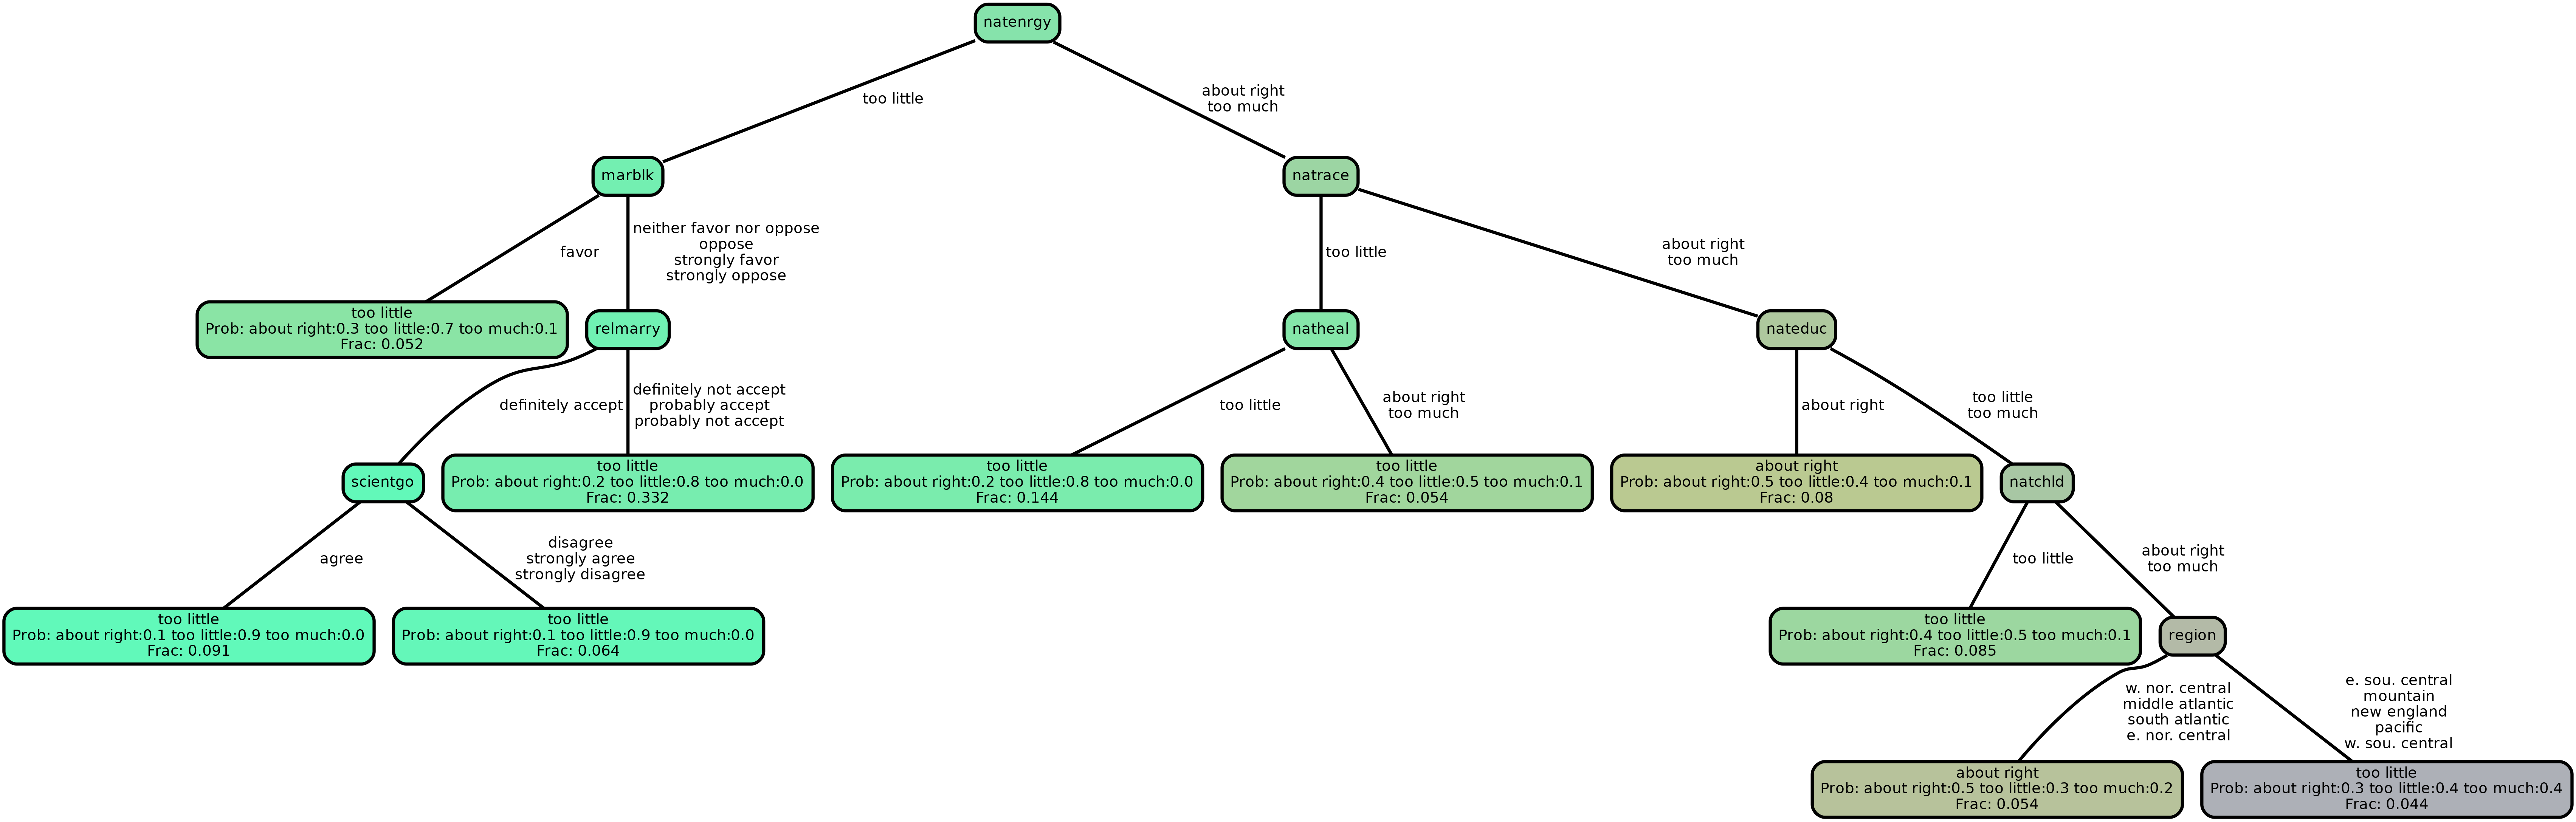 natenrgy
too little
about right
too much
marblk
natrace
favor
neither favor nor oppose
oppose
strongly favor
strongly oppose
too little
about right
too much
too little
Prob: about right:0.3 too little:0.7 too much:0.1
Frac: 0.052
relmarry
natheal
nateduc
definitely accept
definitely not accept
probably accept
probably not accept
too little
about right
too much
about right
too little
too much
scientgo
too little
Prob: about right:0.2 too little:0.8 too much:0.0
Frac: 0.332
too little
Prob: about right:0.2 too little:0.8 too much:0.0
Frac: 0.144
too little
Prob: about right:0.4 too little:0.5 too much:0.1
Frac: 0.054
about right
Prob: about right:0.5 too little:0.4 too much:0.1
Frac: 0.08
natchld
agree
disagree
strongly agree
strongly disagree
too little
about right
too much
too little
Prob: about right:0.1 too little:0.9 too much:0.0
Frac: 0.091
too little
Prob: about right:0.1 too little:0.9 too much:0.0
Frac: 0.064
too little
Prob: about right:0.4 too little:0.5 too much:0.1
Frac: 0.085
region
w. nor. central
middle atlantic
south atlantic
e. nor. central
e. sou. central
mountain
new england
pacific
w. sou. central
about right
Prob: about right:0.5 too little:0.3 too much:0.2
Frac: 0.054
too little
Prob: about right:0.3 too little:0.4 too much:0.4
Frac: 0.044